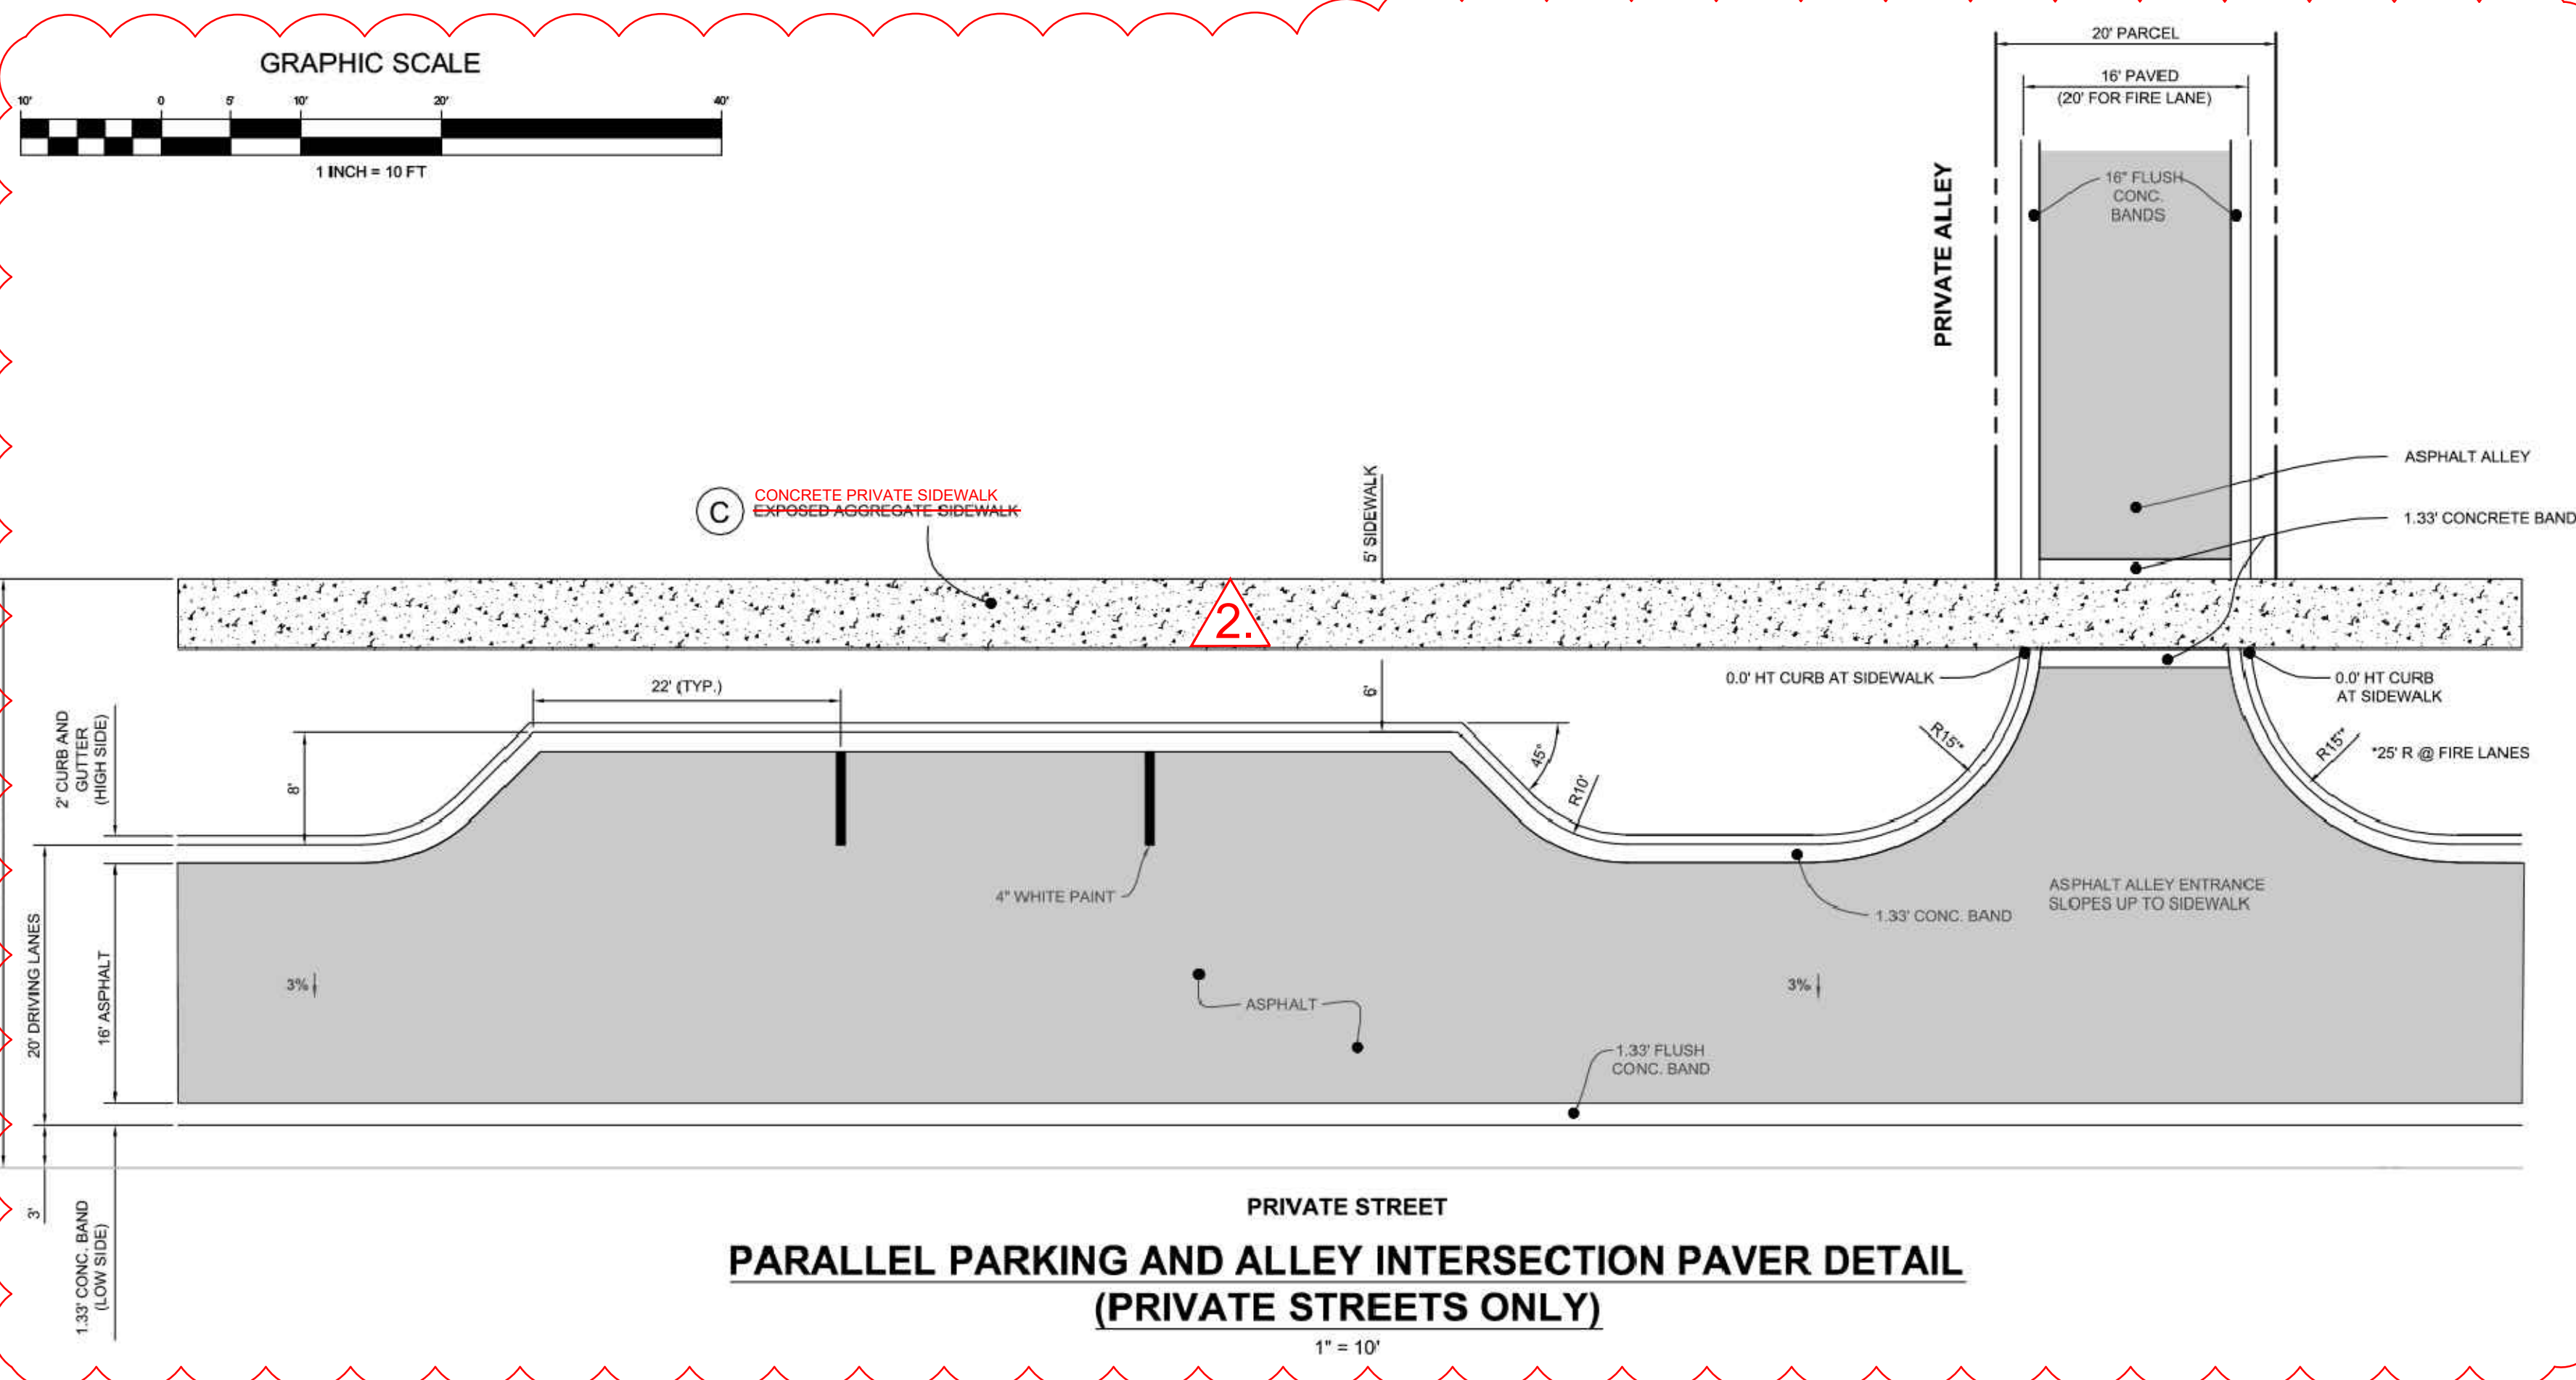 GRAPHIC SCALE
10' 0 5' 10' 20' 40'
1 INCH = 10 FT
20' PARCEL
16' PAVED
(20' FOR FIRE LANE)
PRIVATE ALLEY
16" FLUSH
CONC.
BANDS
ASPHALT ALLEY
1.33' CONCRETE BAND
C
CONCRETE PRIVATE SIDEWALK
EXPOSED AGGREGATE SIDEWALK
5' SIDEWALK
2.
22' (TYP.)
6'
0.0' HT CURB AT SIDEWALK
0.0' HT CURB
AT SIDEWALK
2' CURB AND
GUTTER
(HIGH SIDE)
8'
45°
R10'
R15'*
R15'*
*25' R @ FIRE LANES
4" WHITE PAINT
1.33' CONC. BAND
ASPHALT ALLEY ENTRANCE
SLOPES UP TO SIDEWALK
20' DRIVING LANES
16' ASPHALT
3%
3%
ASPHALT
1.33' FLUSH
CONC. BAND
3'
1.33' CONC. BAND
(LOW SIDE)
PRIVATE STREET
PARALLEL PARKING AND ALLEY INTERSECTION PAVER DETAIL
(PRIVATE STREETS ONLY)
1" = 10'